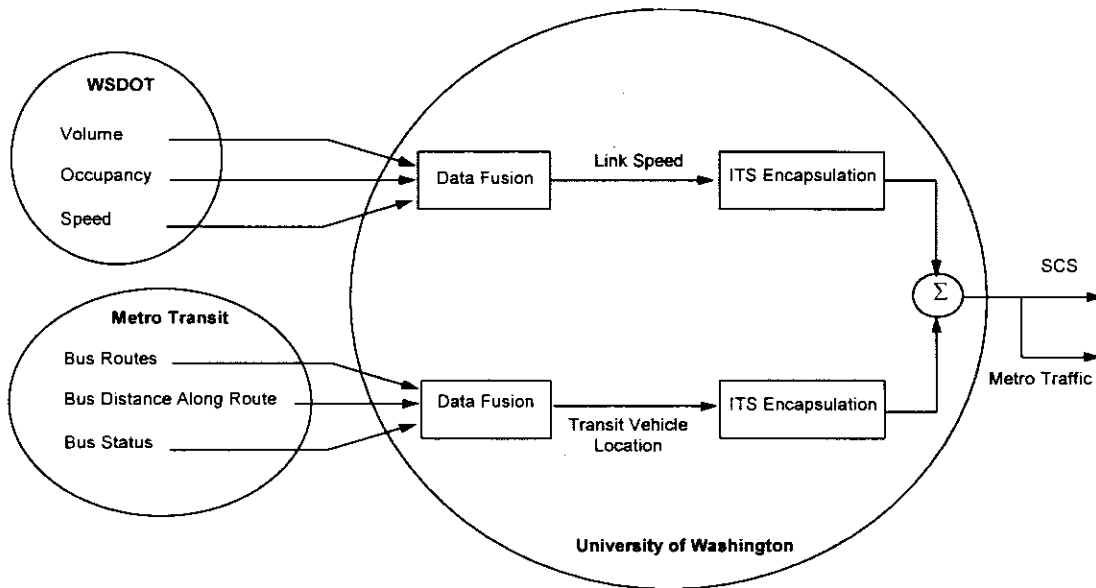 WSDOT
Volume
Occupancy
Speed
Data Fusion
Link Speed
ITS Encapsulation
Σ
SCS
Metro Traffic
Metro Transit
Bus Routes
Bus Distance Along Route
Bus Status
Data Fusion
Transit Vehicle
Location
ITS Encapsulation
University of Washington